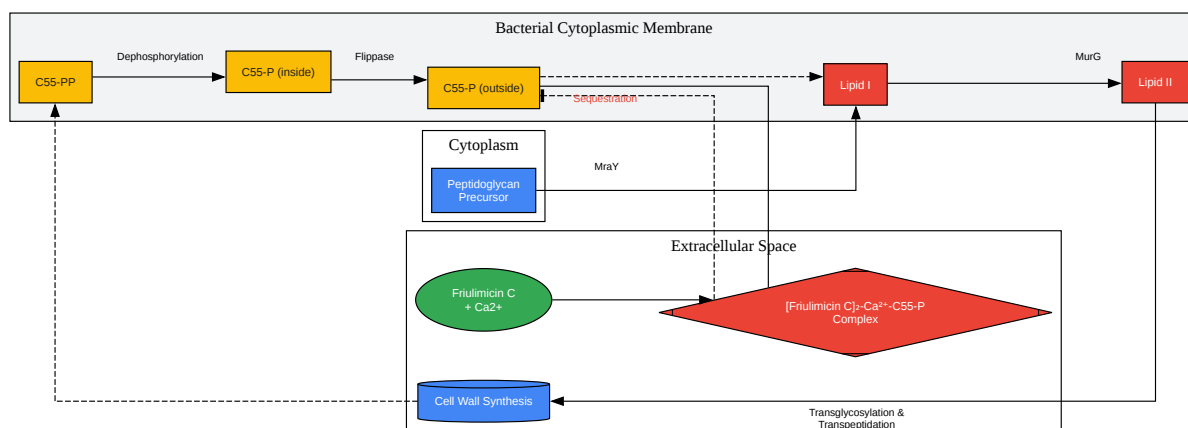 Bacterial Cytoplasmic Membrane
Dephosphorylation
Flippase
MurG
C55-PP
C55-P (inside)
C55-P (outside)
Lipid I
Lipid II
Sequestration
Cytoplasm
MraY
Peptidoglycan
Precursor
Extracellular Space
Friulimicin C
+ Ca2+
[Friulimicin C]₂-Ca²⁺-C55-P
Complex
Cell Wall Synthesis
Transglycosylation &
Transpeptidation